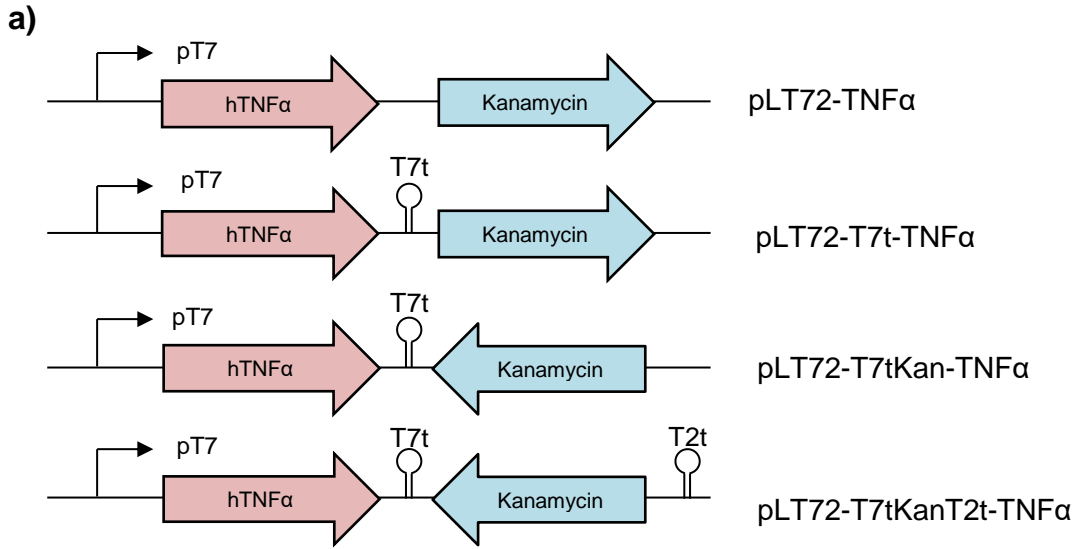 a)
pT7
hTNFα
Kanamycin
pLT72-TNFα
pT7
T7t
hTNFα
Kanamycin
pLT72-T7t-TNFα
pT7
T7t
hTNFα
Kanamycin
pLT72-T7tKan-TNFα
pT7
T7t
T2t
hTNFα
Kanamycin
pLT72-T7tKanT2t-TNFα